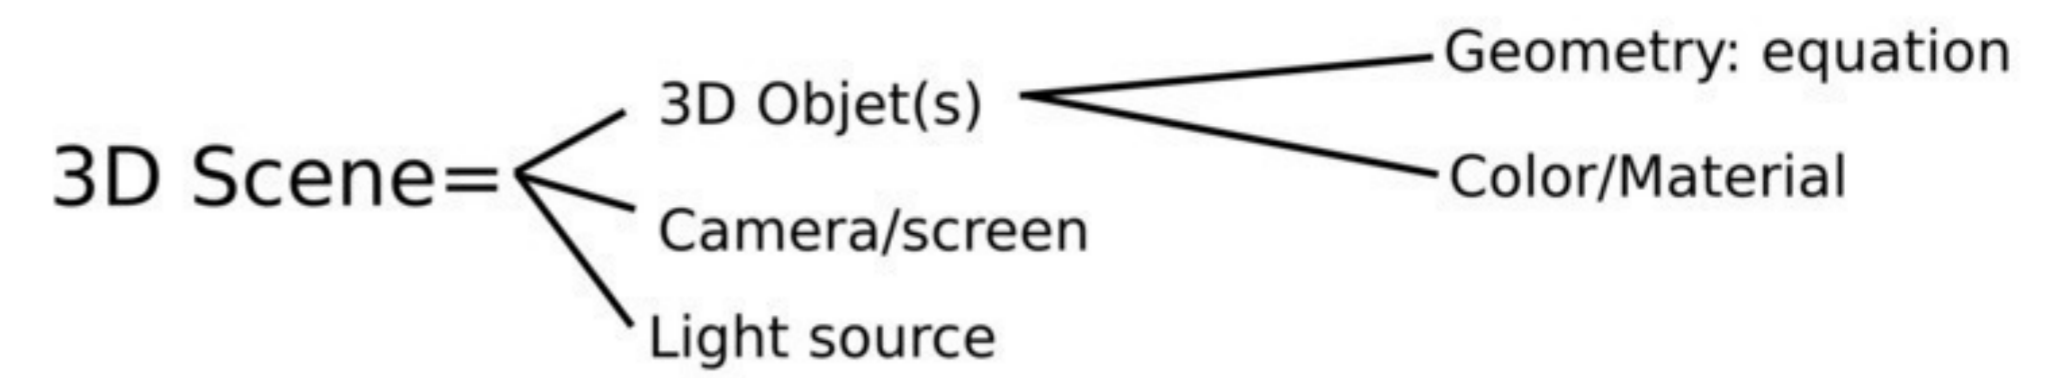 3D Scene=
3D Objet(s)
Geometry: equation
Color/Material
Camera/screen
Light source